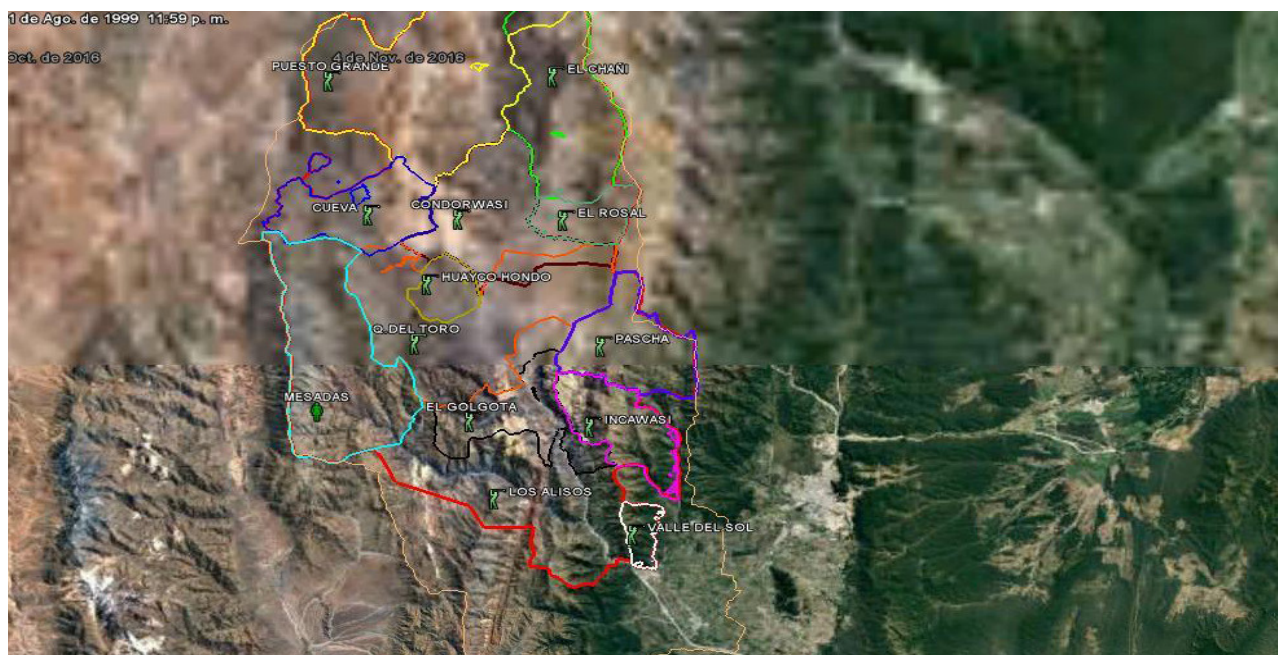 1 de Ago. de 1999 11:59 p. m.
Oct. de 2016
4 de Nov. de 2016
PUESTO GRANDE
EL CHAÑI
CUEVA
CONDORWASI
EL ROSAL
HUAYCO HONDO
Q. DEL TORO
PASCHA
MESADAS
EL GOLGOTA
INCAWASI
LOS ALISOS
VALLE DEL SOL